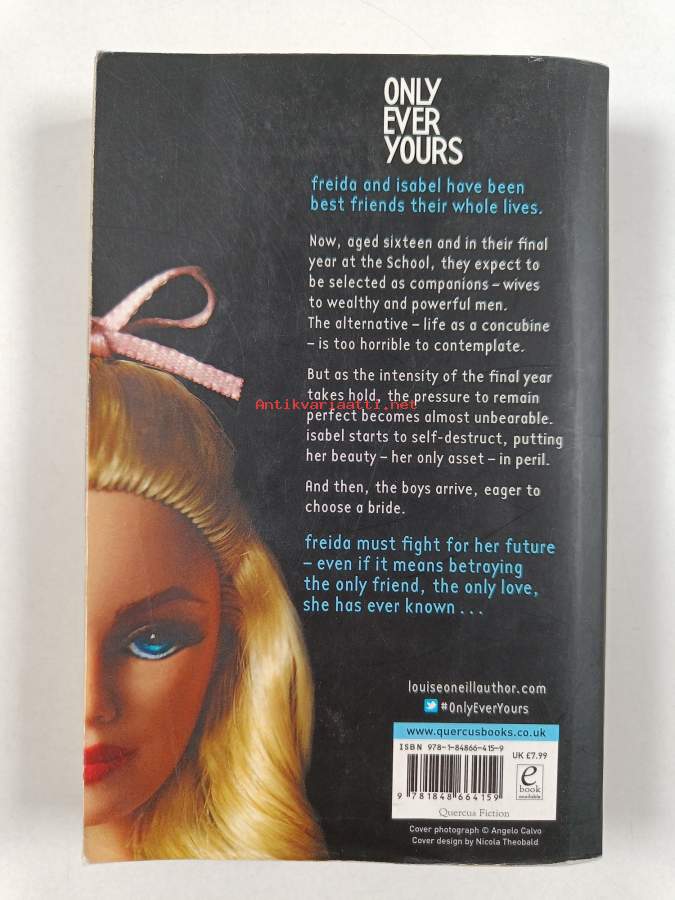 ONLY
EVER
YOURS
freida and isabel have been
best friends their whole lives.
Now, aged sixteen and in their final
year at the School, they expect to
be selected as companions – wives
to wealthy and powerful men.
The alternative – life as a concubine
– is too horrible to contemplate.
But as the intensity of the final year
takes hold, the pressure to remain
Antikvariaatti.net
perfect becomes almost unbearable.
isabel starts to self-destruct, putting
her beauty – her only asset – in peril.
And then, the boys arrive, eager to
choose a bride.
freida must fight for her future
– even if it means betraying
the only friend, the only love,
she has ever known . . .
louiseoneillauthor.com
#OnlyEverYours
www.quercusbooks.co.uk
ISBN 978-1-84866-415-9
UK £7.99
e
book
available
9 781848 664159
Quercus Fiction
Cover photograph © Angelo Calvo
Cover design by Nicola Theobald